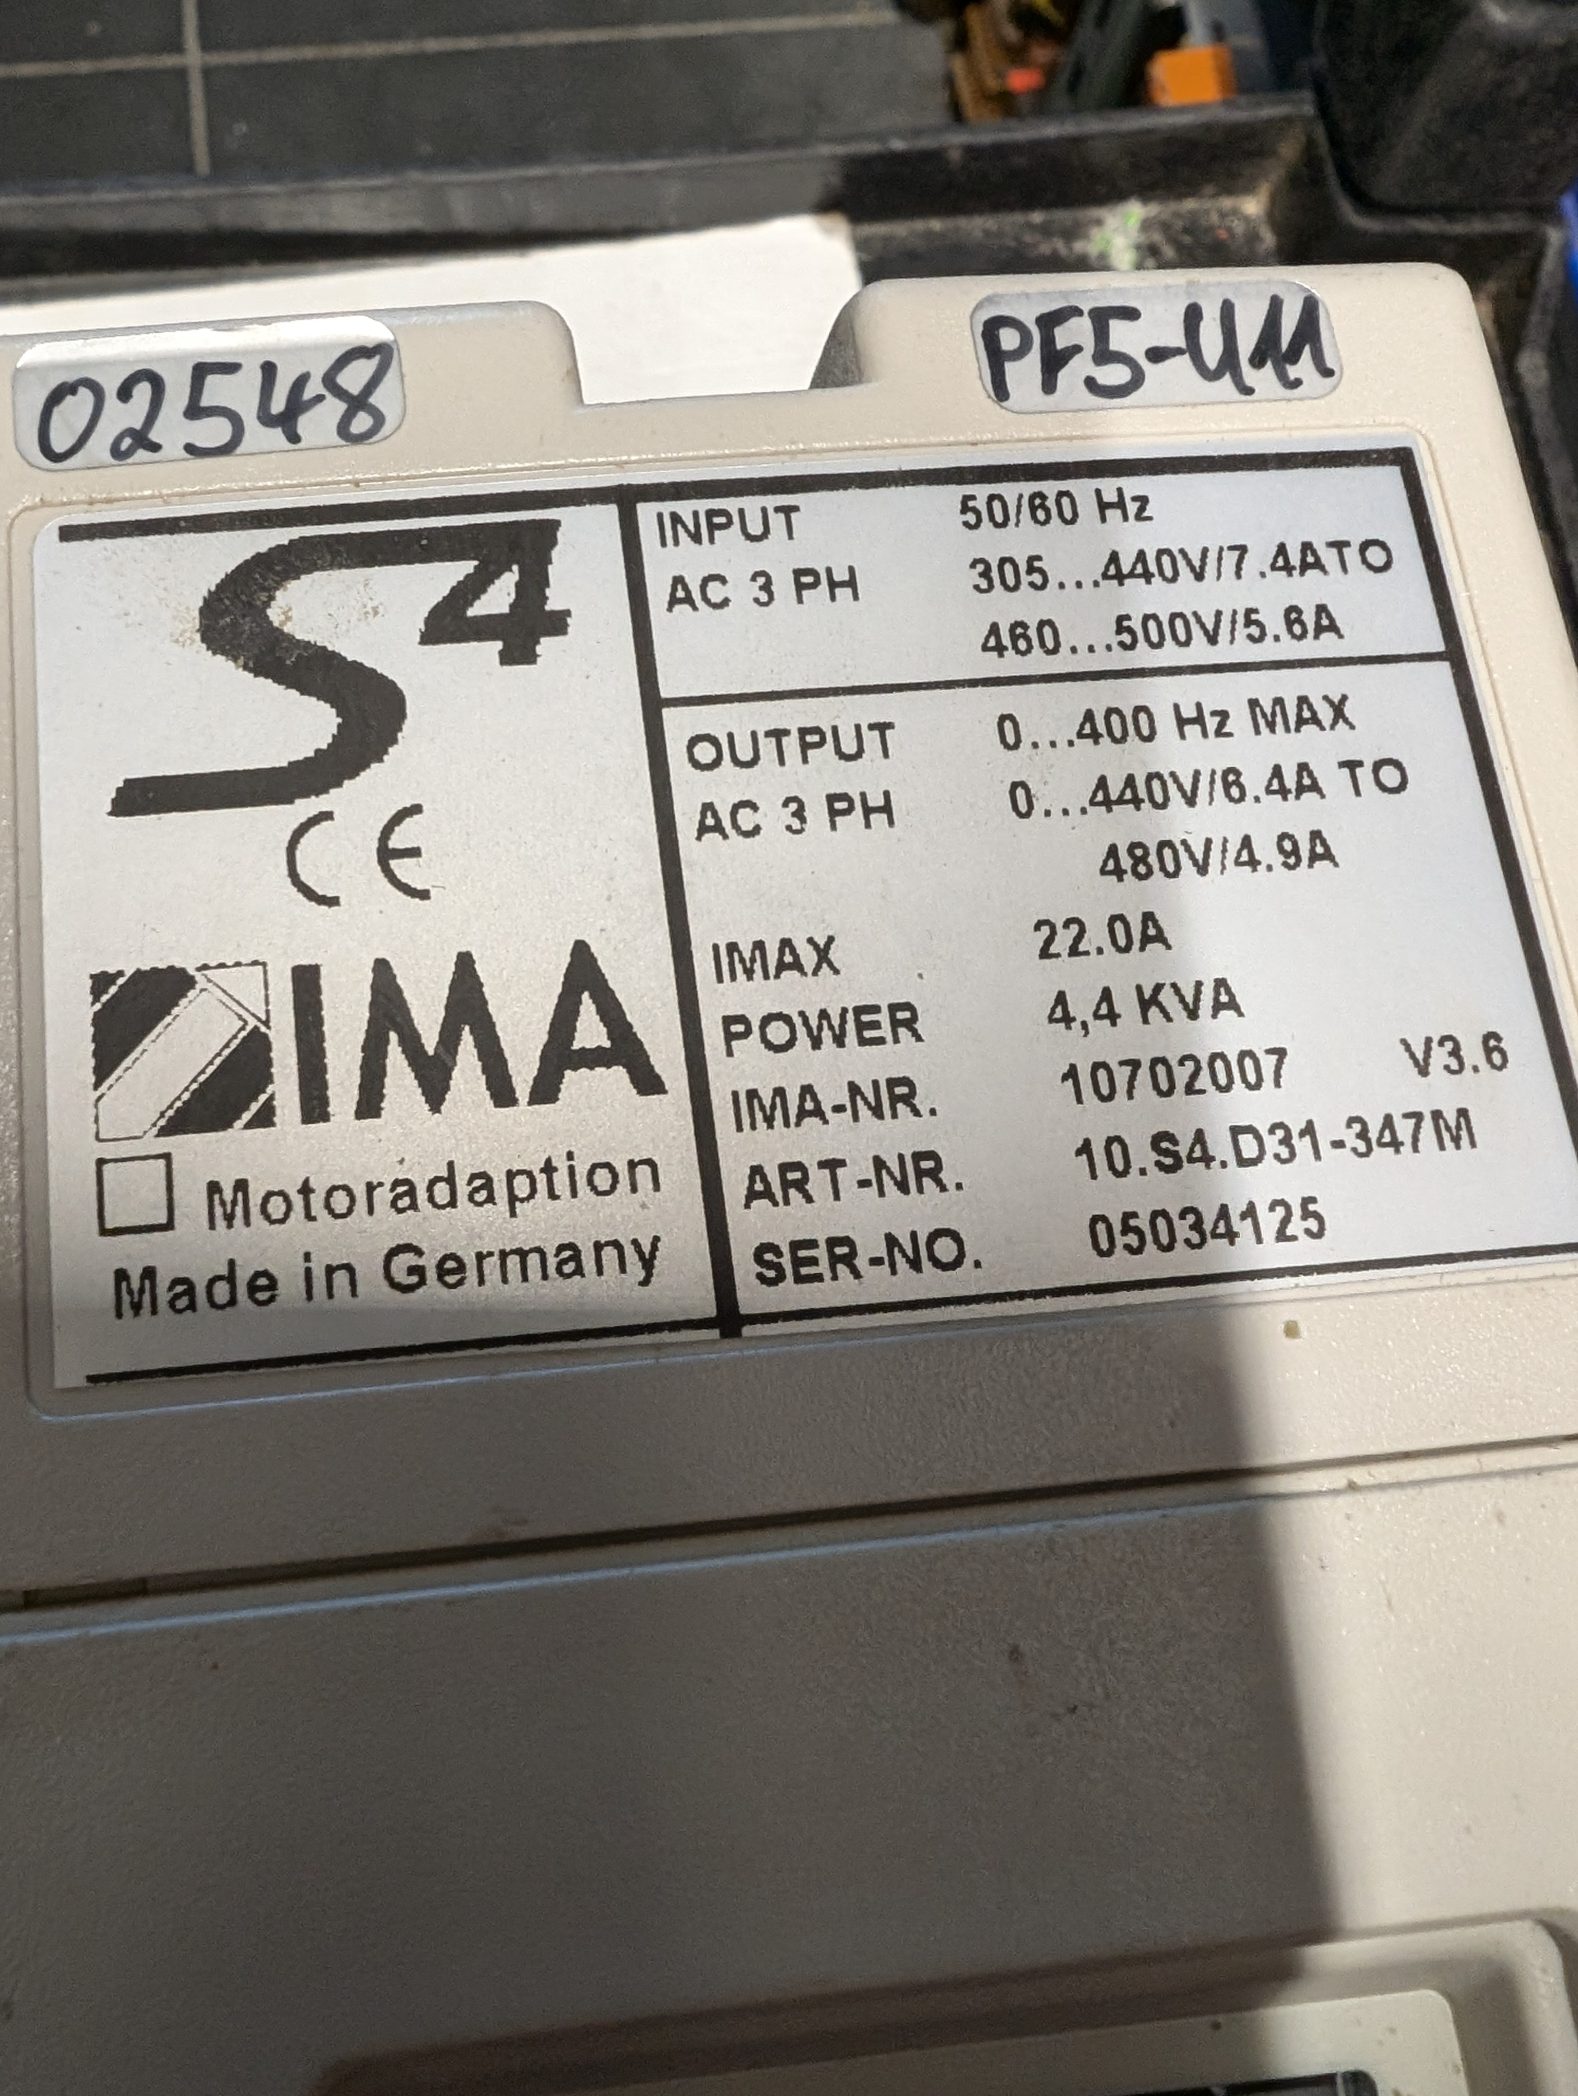 02548
PF5-U11
S4
CE
IMA
Motoradaption
Made in Germany
INPUT 50/60 Hz
AC 3 PH 305...440V/7.4ATO
460...500V/5.6A
OUTPUT 0...400 Hz MAX
AC 3 PH 0...440V/6.4A TO
480V/4.9A
IMAX 22.0A
POWER 4,4 KVA
IMA-NR. 10702007 V3.6
ART-NR. 10.S4.D31-347M
SER-NO. 05034125